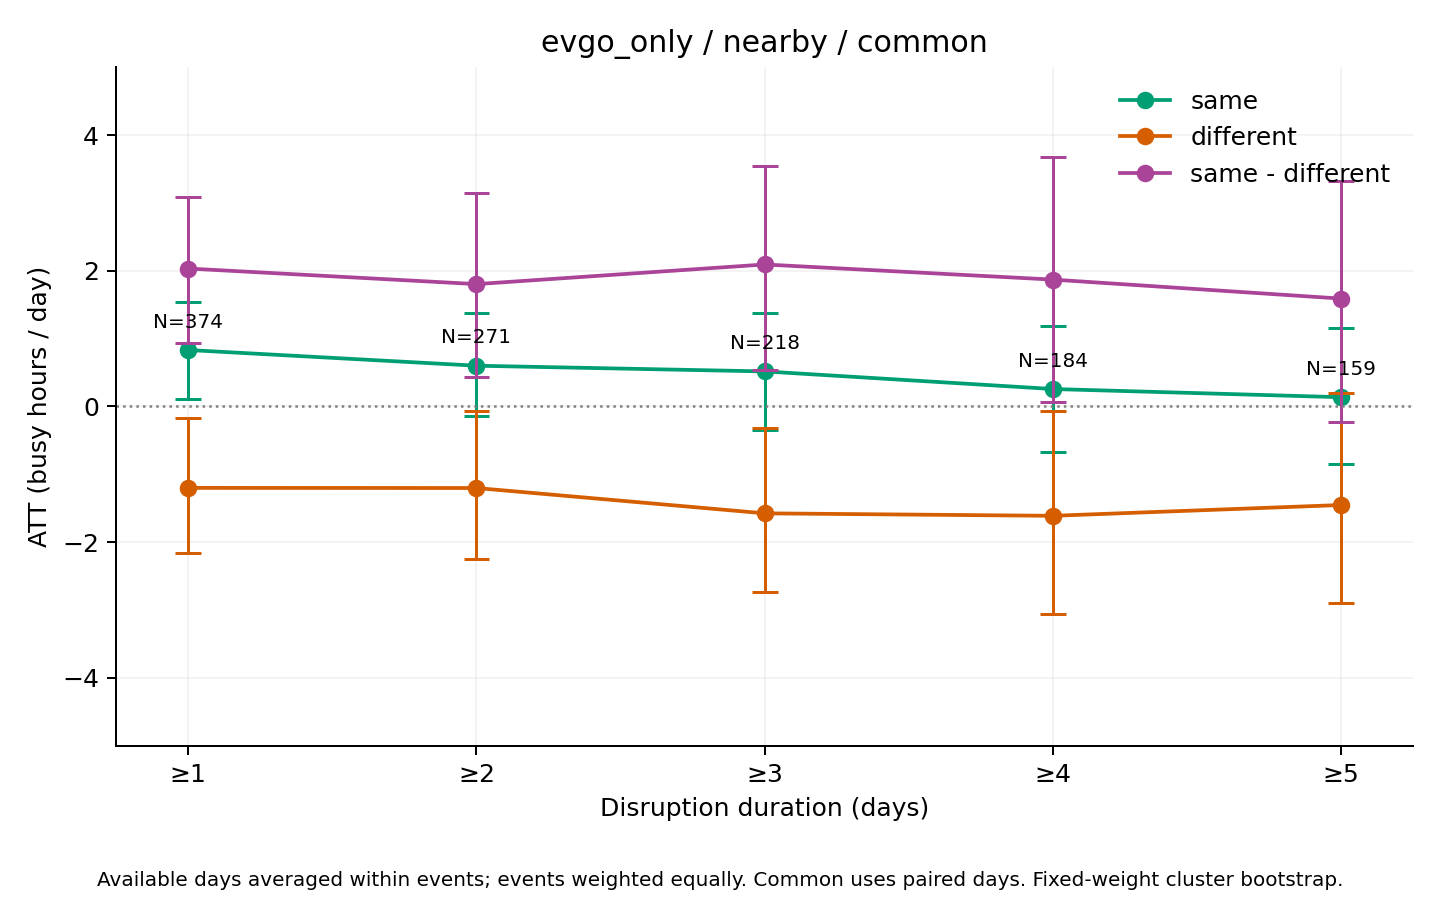 evgo_only / nearby / common
same
different
same - different
ATT (busy hours / day)
4
2
0
−2
−4
N=374
N=271
N=218
N=184
N=159
≥1
≥2
≥3
≥4
≥5
Disruption duration (days)
Available days averaged within events; events weighted equally. Common uses paired days. Fixed-weight cluster bootstrap.